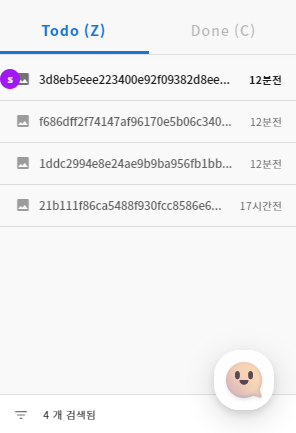 Todo (Z)
Done (C)
s 3d8eb5eee223400e92f09382d8ee... 12분전
f686dff2f74147af96170e5b06c340... 12분전
1ddc2994e8e24ae9b9ba956fb1bb... 12분전
21b111f86ca5488f930fcc8586e6... 17시간전
4 개 검색됨